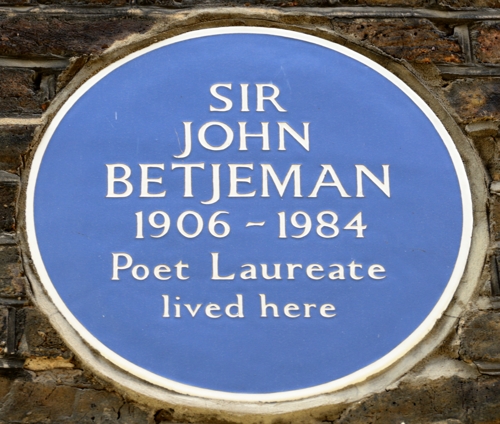 SIR
JOHN
BETJEMAN
1906 - 1984
Poet Laureate
lived here